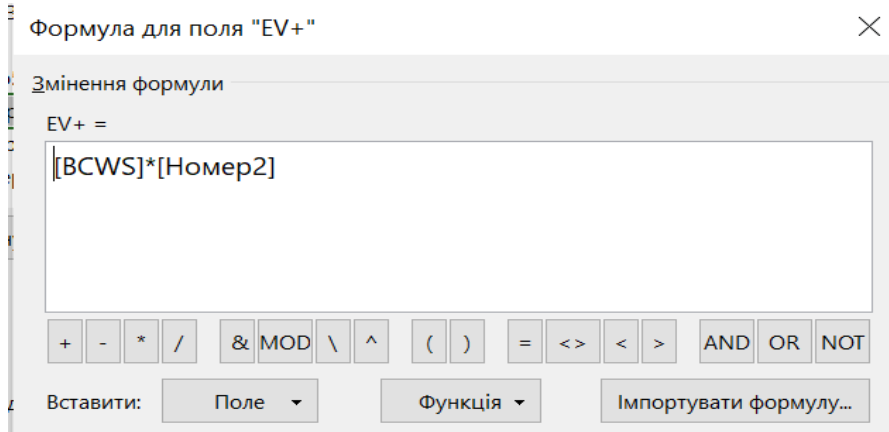 Формула для поля "EV+"
Змінення формули
EV+ =
[BCWS]*[Номер2]
+ - * / & MOD \ ^ ( ) = <> < > AND OR NOT
Вставити: Поле Функція Імпортувати формулу...